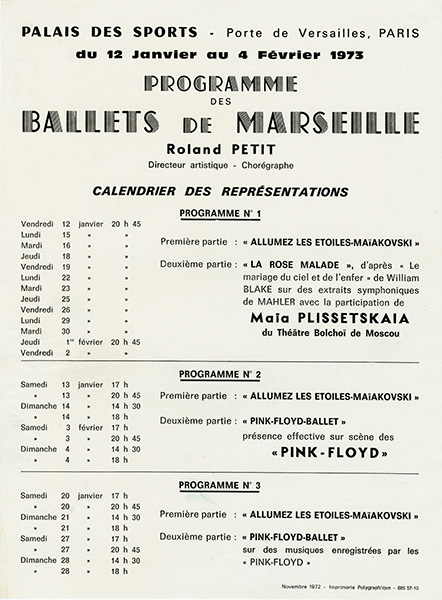 PALAIS DES SPORTS - Porte de Versailles, PARIS
du 12 Janvier au 4 Février 1973
PROGRAMME
DES
BALLETS DE MARSEILLE
Roland PETIT
Directeur artistique - Chorégraphe
CALENDRIER DES REPRÉSENTATIONS
PROGRAMME N° 1
Vendredi 12 janvier 20 h 45
Lundi 15 » »
Mardi 16 » »
Jeudi 18 » »
Vendredi 19 » »
Lundi 22 » »
Mardi 23 » »
Jeudi 25 » »
Vendredi 26 » »
Lundi 29 » »
Mardi 30 » »
Jeudi 1er février 20 h 45
Vendredi 2 » »
Première partie : « ALLUMEZ LES ETOILES-MAïAKOVSKI »
Deuxième partie : « LA ROSE MALADE », d'après « Le
mariage du ciel et de l'enfer » de William
BLAKE sur des extraits symphoniques
de MAHLER avec la participation de
Maïa PLISSETSKAIA
du Théâtre Bolchoï de Moscou
PROGRAMME N° 2
Samedi 13 janvier 17 h
» 13 » 20 h 45
Dimanche 14 » 14 h 30
» 14 » 18 h
Samedi 3 février 17 h
» 3 » 20 h 45
Dimanche 4 » 14 h 30
» 4 » 18 h
Première partie : « ALLUMEZ LES ETOILES-MAïAKOVSKI »
Deuxième partie : « PINK-FLOYD-BALLET »
présence effective sur scène des
« PINK-FLOYD »
PROGRAMME N° 3
Samedi 20 janvier 17 h
» 20 » 20 h 45
Dimanche 21 » 14 h 30
» 21 » 18 h
Samedi 27 » 17 h
» 27 » 20 h 45
Dimanche 28 » 14 h 30
» 28 » 18 h
Première partie : « ALLUMEZ LES ETOILES-MAïAKOVSKI »
Deuxième partie : « PINK-FLOYD-BALLET »
sur des musiques enregistrées par les
« PINK-FLOYD »
Novembre 1972 - Imprimerie Polygraphique - 885 57-10